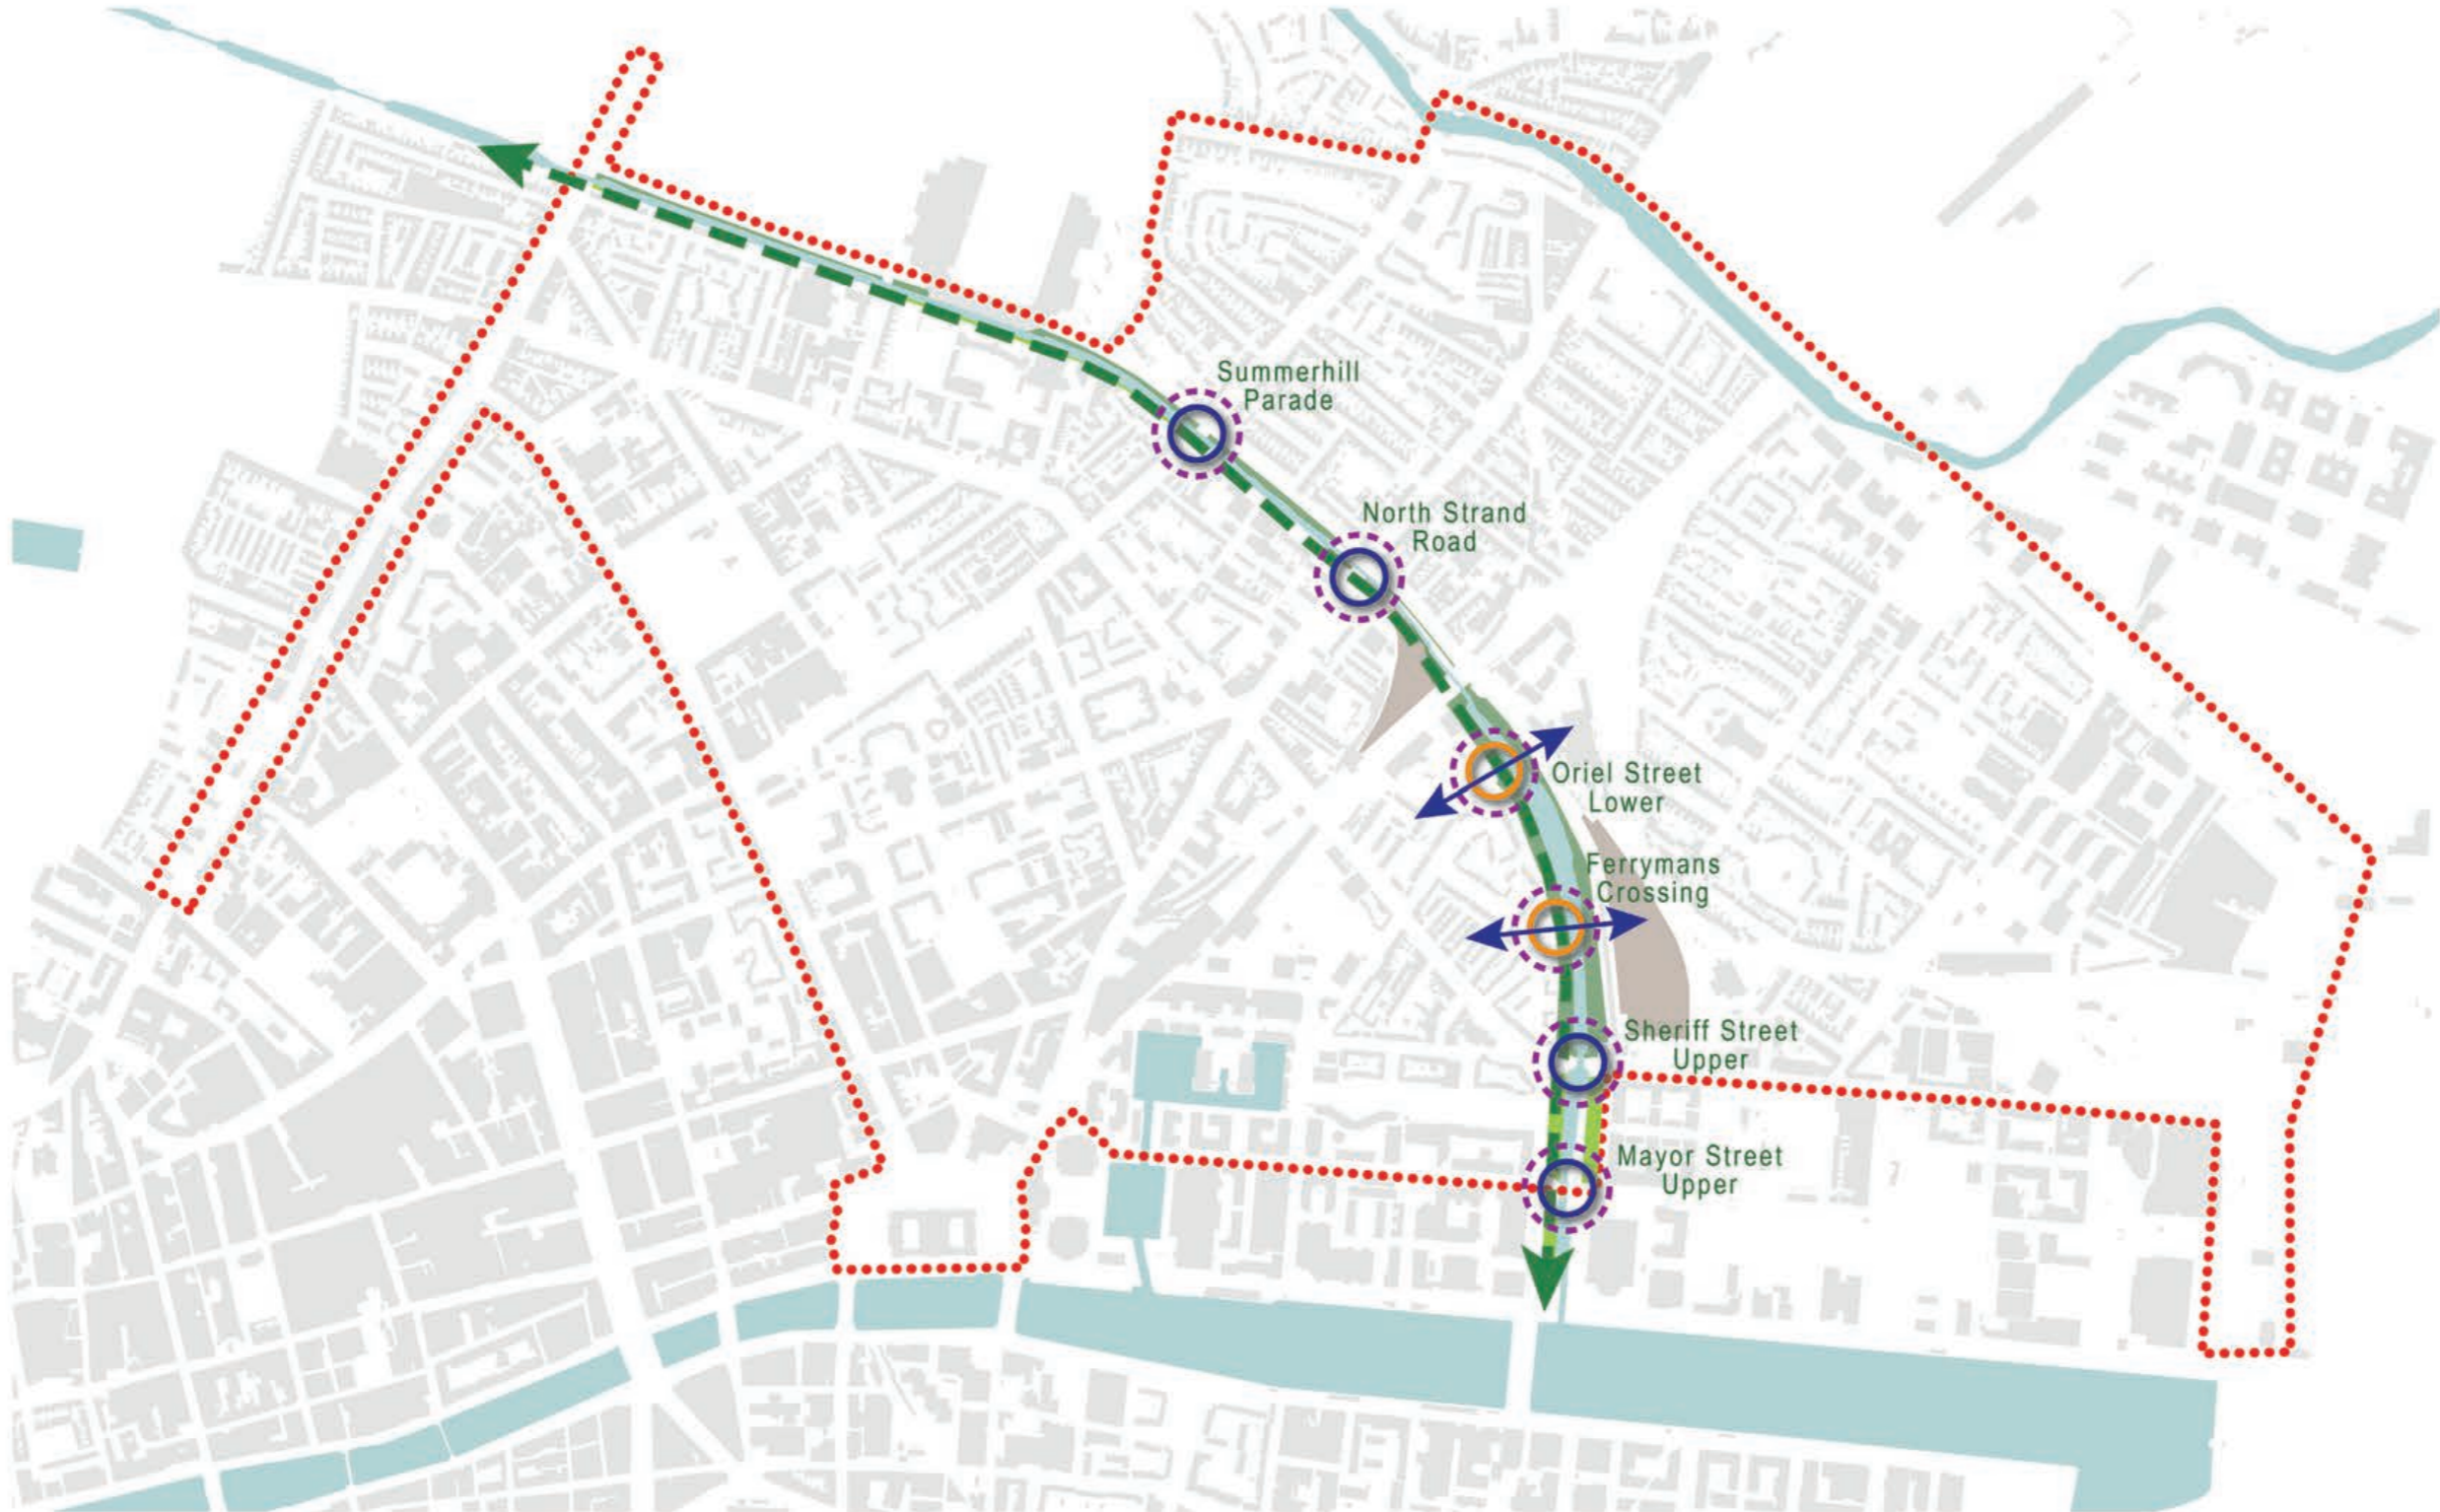 Summerhill
Parade
North Strand
Road
Oriel Street
Lower
Ferrymans
Crossing
Sheriff Street
Upper
Mayor Street
Upper